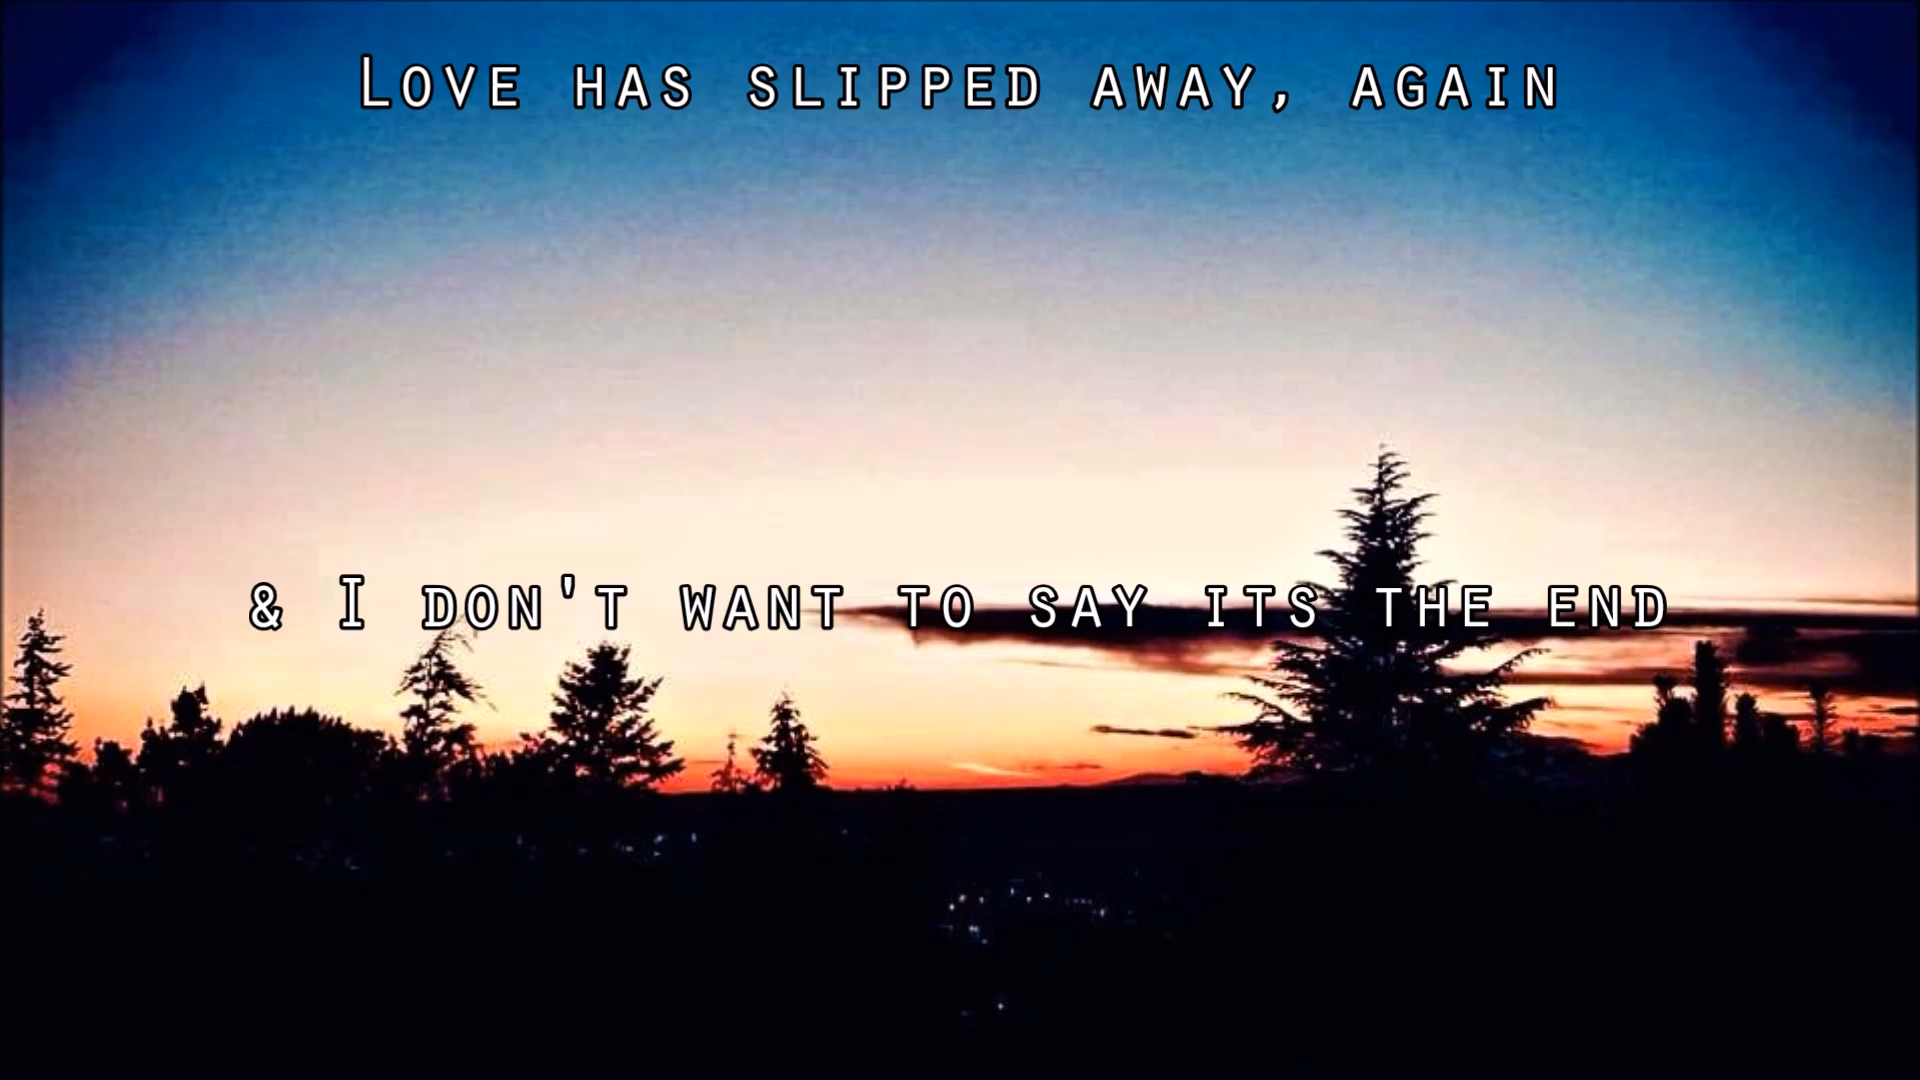 Love has slipped away, again
& I don't want to say its the end